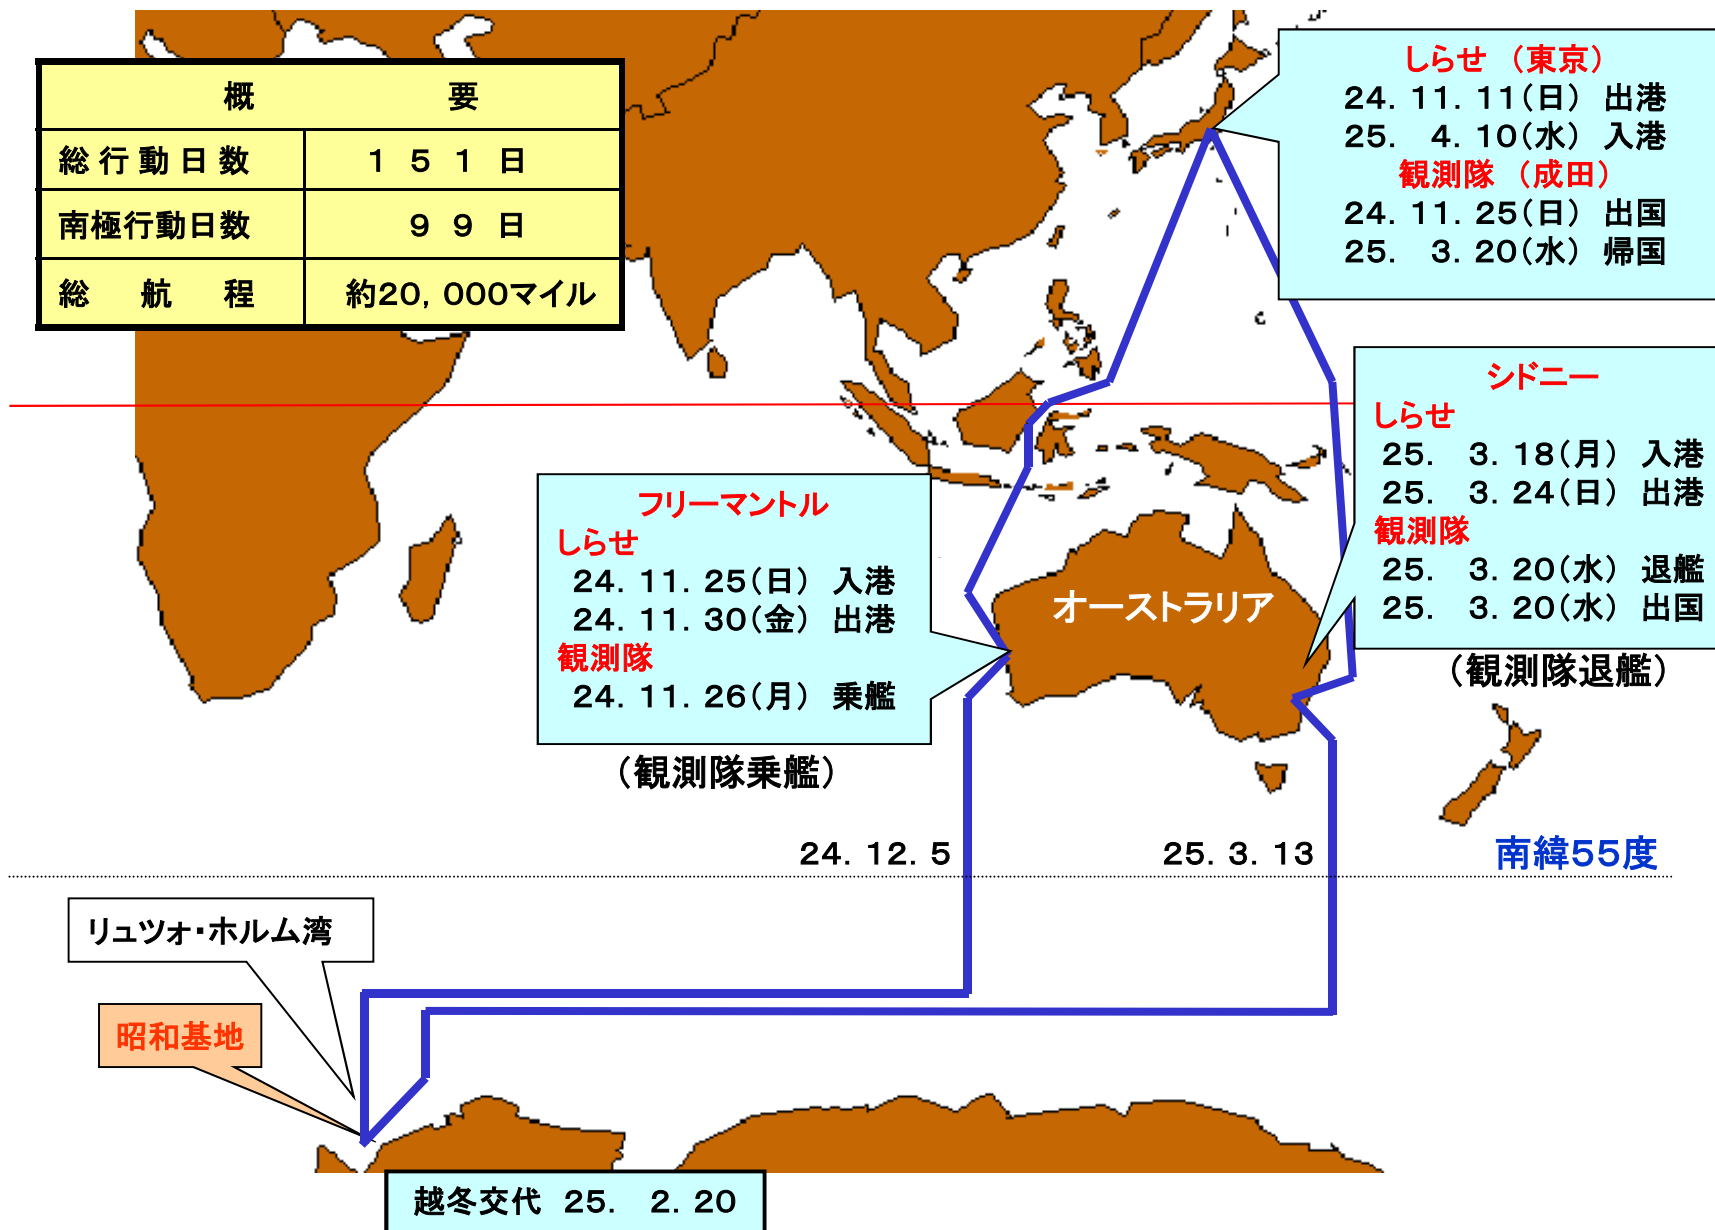 概　要
総行動日数　１５１日
南極行動日数　９９日
総航程　約20,000マイル
しらせ（東京）
24. 11. 11(日) 出港
25. 4. 10(水) 入港
観測隊（成田）
24. 11. 25(日) 出国
25. 3. 20(水) 帰国
シドニー
しらせ
25. 3. 18(月) 入港
25. 3. 24(日) 出港
観測隊
25. 3. 20(水) 退艦
25. 3. 20(水) 出国
（観測隊退艦）
フリーマントル
しらせ
24. 11. 25(日) 入港
24. 11. 30(金) 出港
観測隊
24. 11. 26(月) 乗艦
（観測隊乗艦）
オーストラリア
24. 12. 5
25. 3. 13
南緯55度
リュツォ・ホルム湾
昭和基地
越冬交代 25. 2. 20